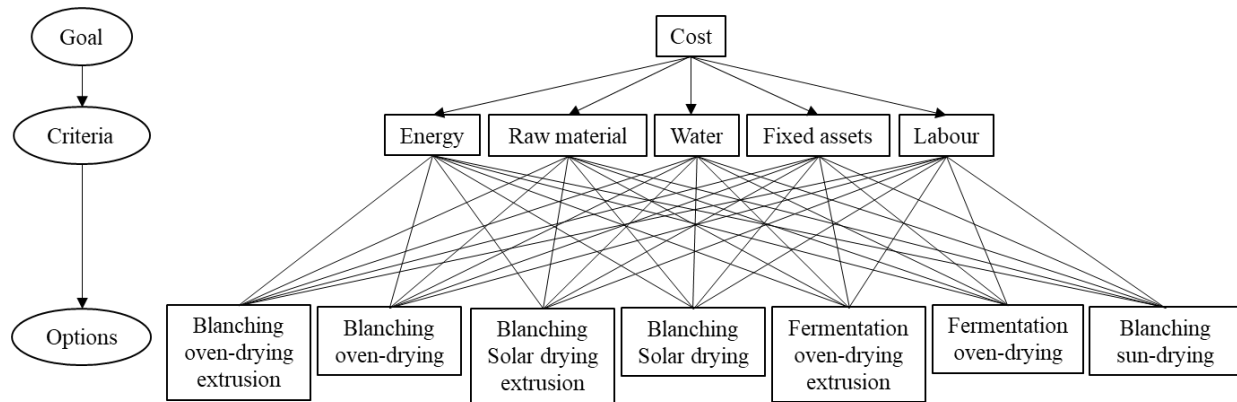 Goal
Cost
Criteria
Energy
Raw material
Water
Fixed assets
Labour
Options
Blanching
oven-drying
extrusion
Blanching
oven-drying
Blanching
Solar drying
extrusion
Blanching
Solar drying
Fermentation
oven-drying
extrusion
Fermentation
oven-drying
Blanching
sun-drying